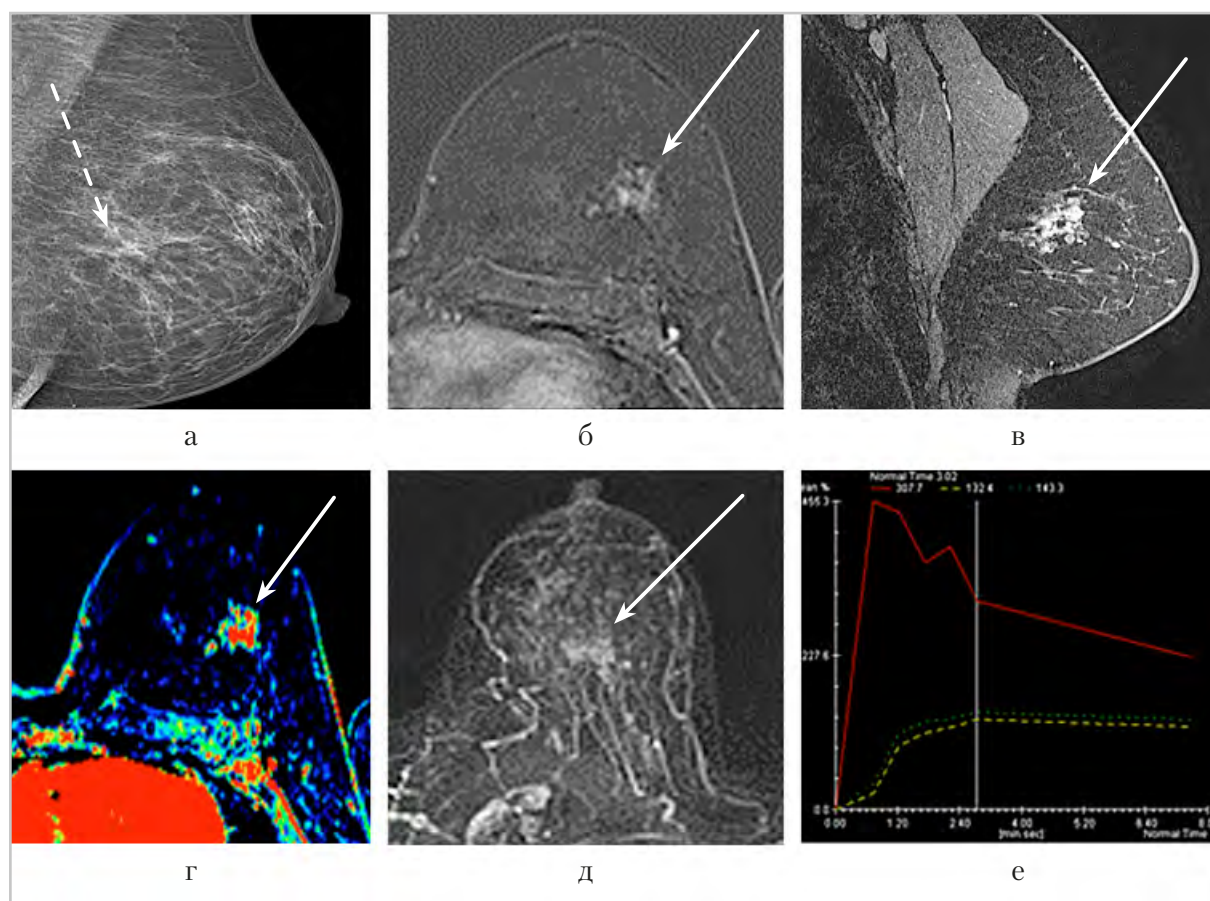 а
б
в
г
д
е
Normal Time 3.02
ean %
307.7
132.4
143.3
455.3
227.6
0.0
0.00
1.20
2.40
4.00
5.20
[min sec]
Normal Time